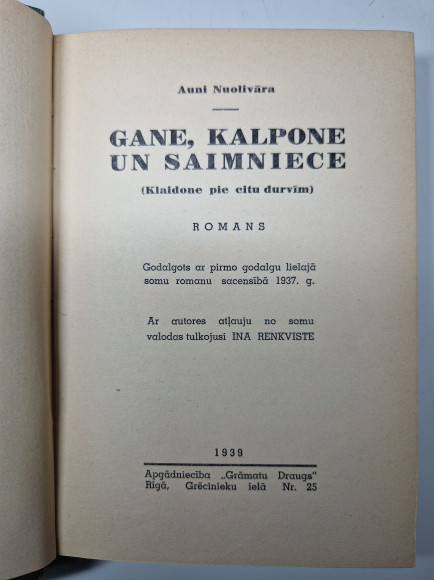 Auni Nuolivāra
GANE, KALPONE
UN SAIMNIECE
(Klaidone pie citu durvīm)
ROMANS
Godalgots ar pirmo godalgu lielajā
somu romanu sacensībā 1937. g.
Ar autores atļauju no somu
valodas tulkojusi INA RENKVISTE
1939
Apgādniecība „Grāmatu Draugs"
Rīgā, Grēcinieku ielā Nr. 25